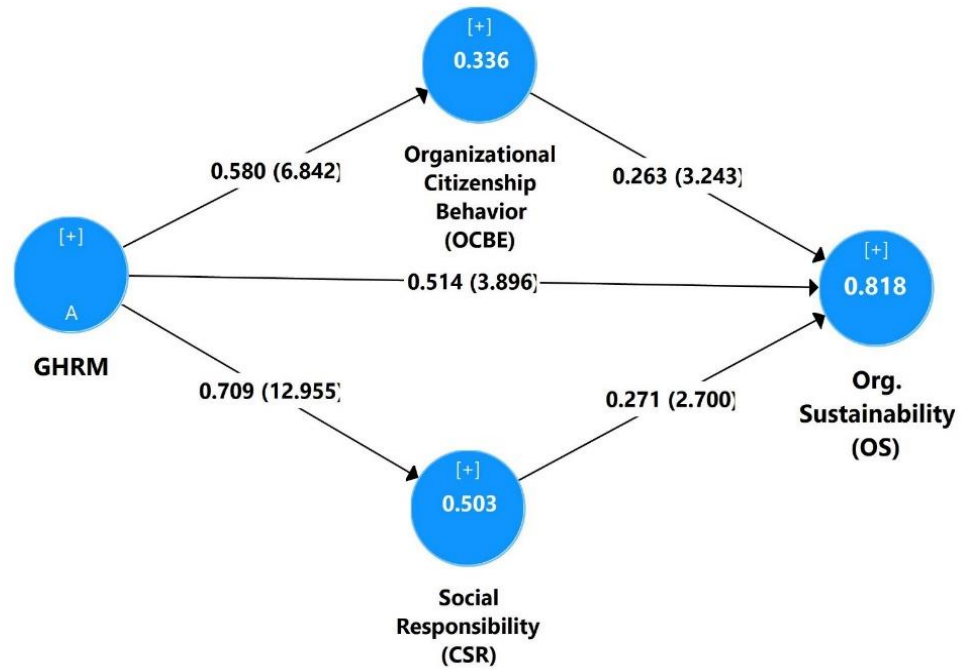 [+]
0.336
Organizational
Citizenship
Behavior
(OCBE)
0.580 (6.842)
0.263 (3.243)
[+]
A
GHRM
0.514 (3.896)
[+]
0.818
Org.
Sustainability
(OS)
0.709 (12.955)
0.271 (2.700)
[+]
0.503
Social
Responsibility
(CSR)